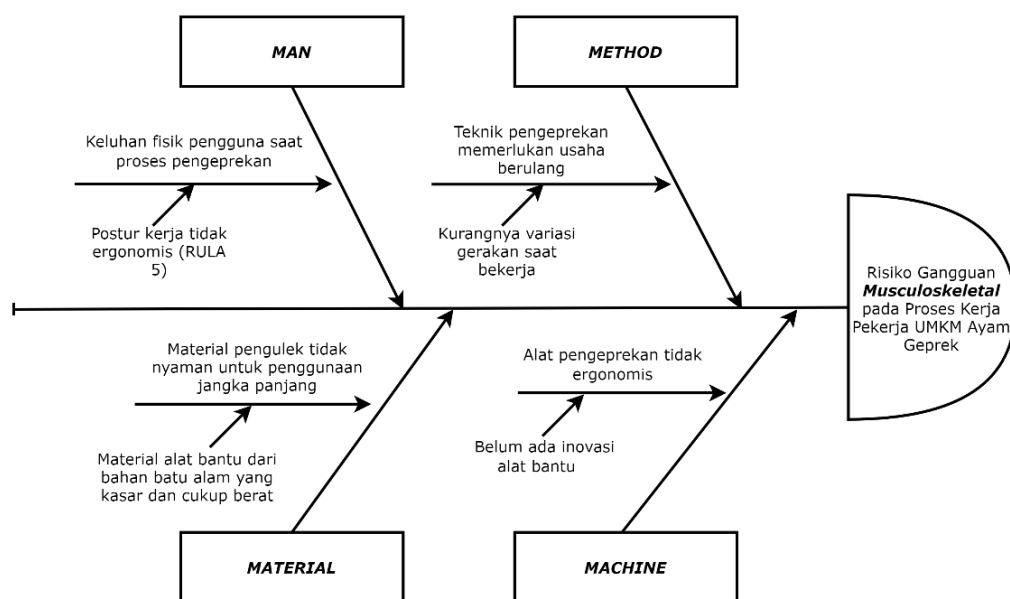 MAN
METHOD
Keluhan fisik pengguna saat
proses pengeprekan
Postur kerja tidak
ergonomis (RULA
5)
Teknik pengeprekan
memerlukan usaha
berulang
Kurangnya variasi
gerakan saat
bekerja
Risiko Gangguan
Musculoskeletal
pada Proses Kerja
Pekerja UMKM Ayam
Geprek
Material pengulek tidak
nyaman untuk penggunaan
jangka panjang
Material alat bantu dari
bahan batu alam yang
kasar dan cukup berat
Alat pengeprekan tidak
ergonomis
Belum ada inovasi
alat bantu
MATERIAL
MACHINE